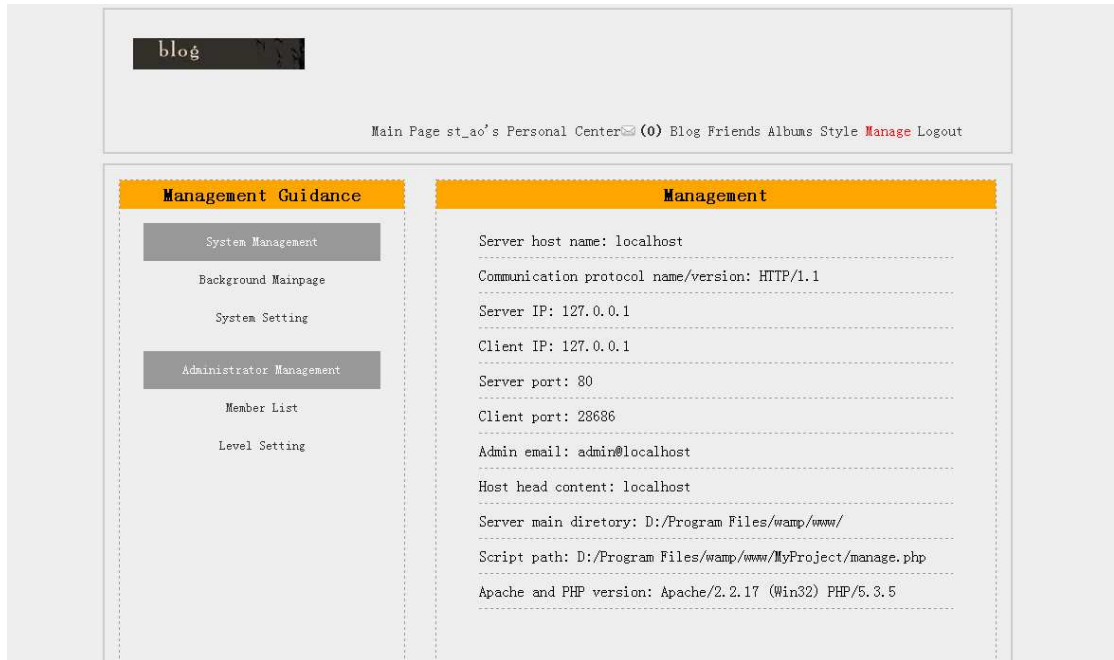 blog
Main Page st_ao's Personal Center (0) Blog Friends Albums Style Manage Logout
Management Guidance
System Management
Background Mainpage
System Setting
Administrator Management
Member List
Level Setting
Management
Server host name: localhost
Communication protocol name/version: HTTP/1.1
Server IP: 127.0.0.1
Client IP: 127.0.0.1
Server port: 80
Client port: 28686
Admin email: admin@localhost
Host head content: localhost
Server main diretory: D:/Program Files/wamp/www/
Script path: D:/Program Files/wamp/www/MyProject/manage.php
Apache and PHP version: Apache/2.2.17 (Win32) PHP/5.3.5